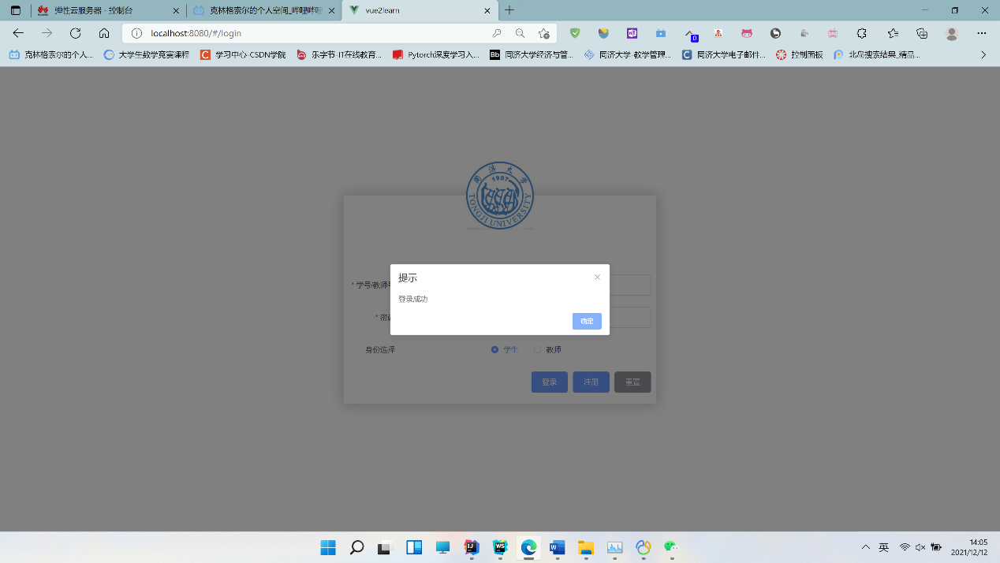 弹性云服务器 - 控制台
克林格索尔的个人空间_哔哩哔哩
vue2learn
localhost:8080/#/login
0
克林格索尔的个人...
大学生数学竞赛课程
学习中心-CSDN学院
乐字节-IT在线教育...
Pytorch深度学习入...
Bb
同济大学经济与管...
同济大学-教学管理...
同济大学电子邮件...
控制面板
北晶搜索结果_精品...
同济大学
1907
TONGJI UNIVERSITY
提示
登录成功
确定
* 学号/教师
* 密
身份选择
学生
教师
登录
注册
重置
英
14:05
2021/12/12